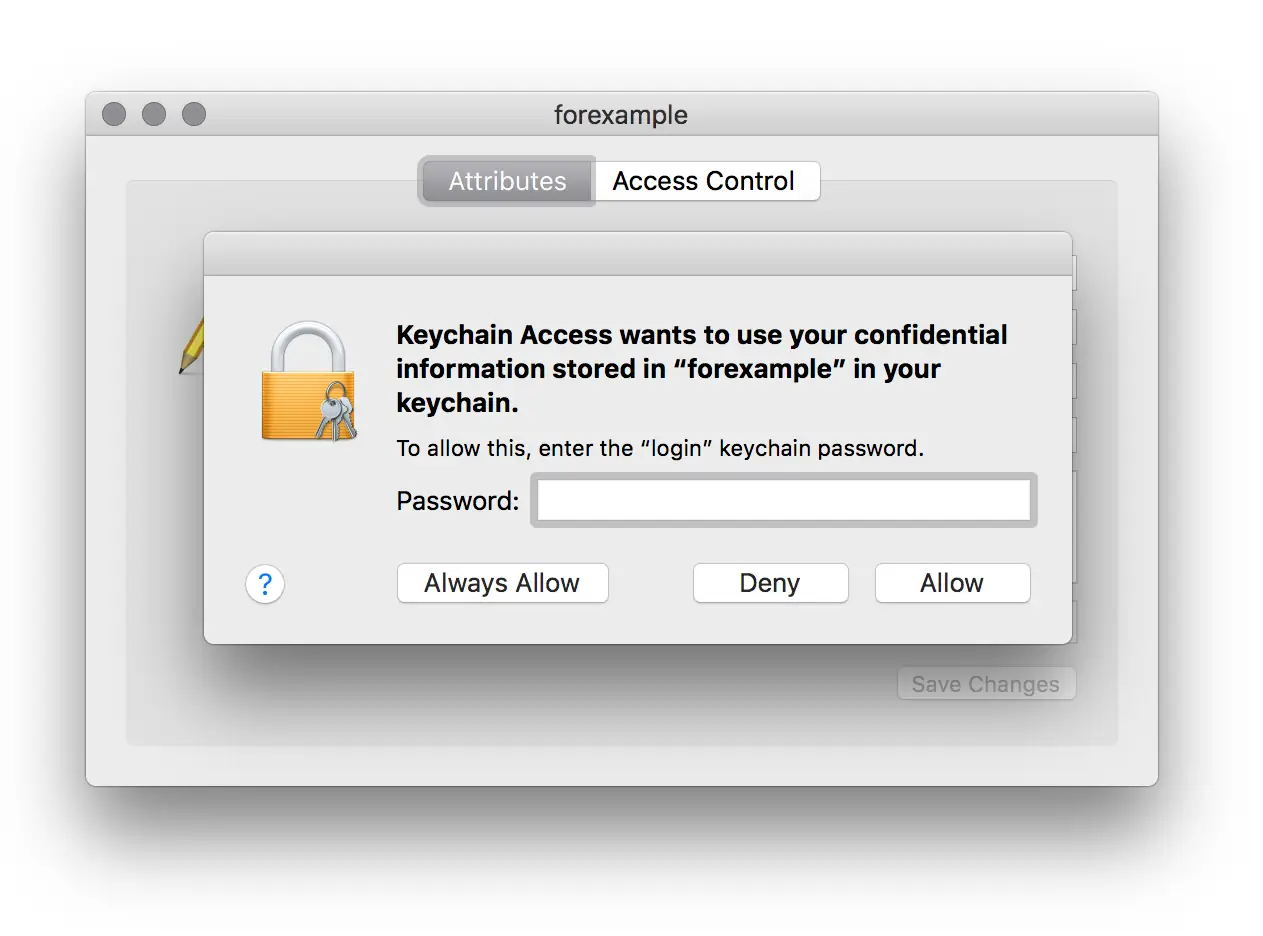 forexample
Attributes
Access Control
Keychain Access wants to use your confidential
information stored in “forexample” in your
keychain.
To allow this, enter the “login” keychain password.
Password:
?
Always Allow
Deny
Allow
Save Changes